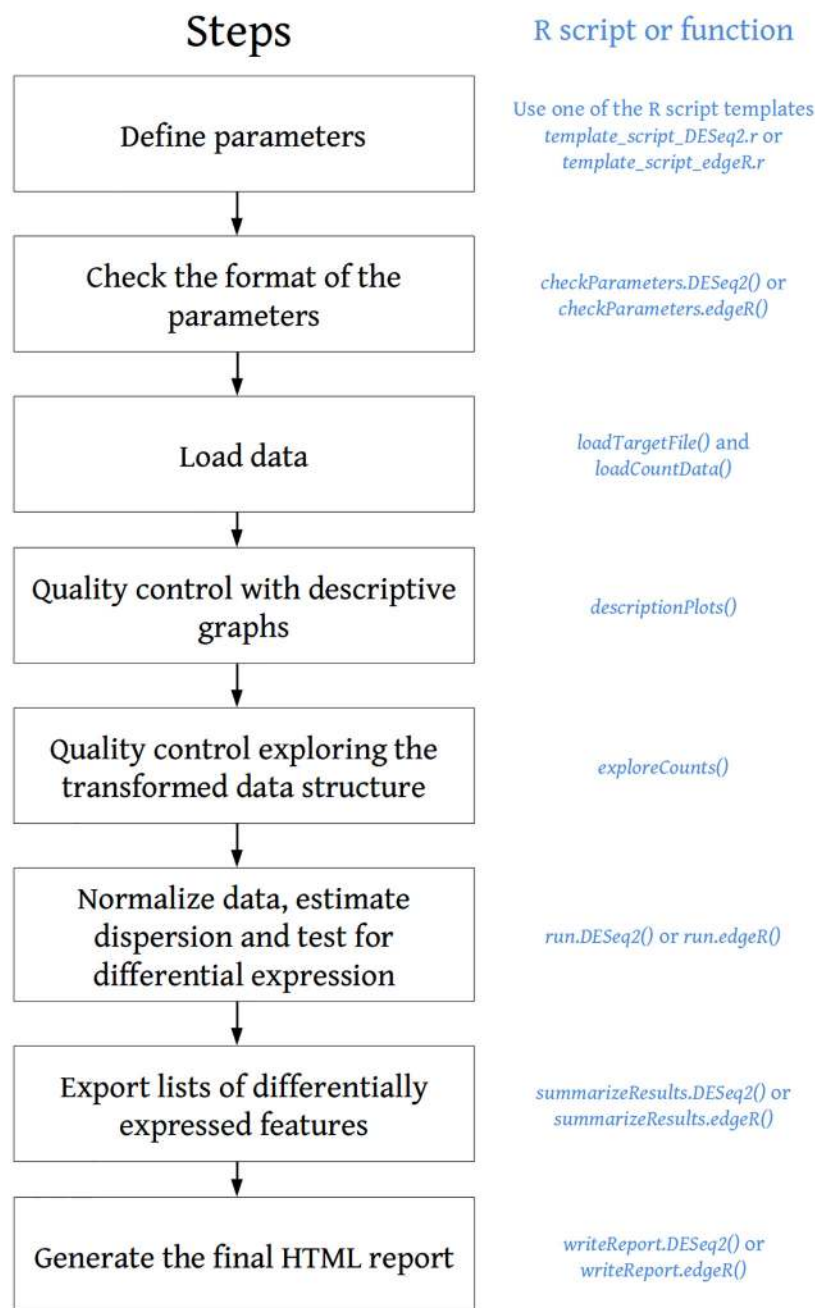 Steps
R script or function
Define parameters
Use one of the R script templates
template_script_DESeq2.r or
template_script_edgeR.r
Check the format of the
parameters
checkParameters.DESeq2() or
checkParameters.edgeR()
Load data
loadTargetFile() and
loadCountData()
Quality control with descriptive
graphs
descriptionPlots()
Quality control exploring the
transformed data structure
exploreCounts()
Normalize data, estimate
dispersion and test for
differential expression
run.DESeq2() or run.edgeR()
Export lists of differentially
expressed features
summarizeResults.DESeq2() or
summarizeResults.edgeR()
Generate the final HTML report
writeReport.DESeq2() or
writeReport.edgeR()